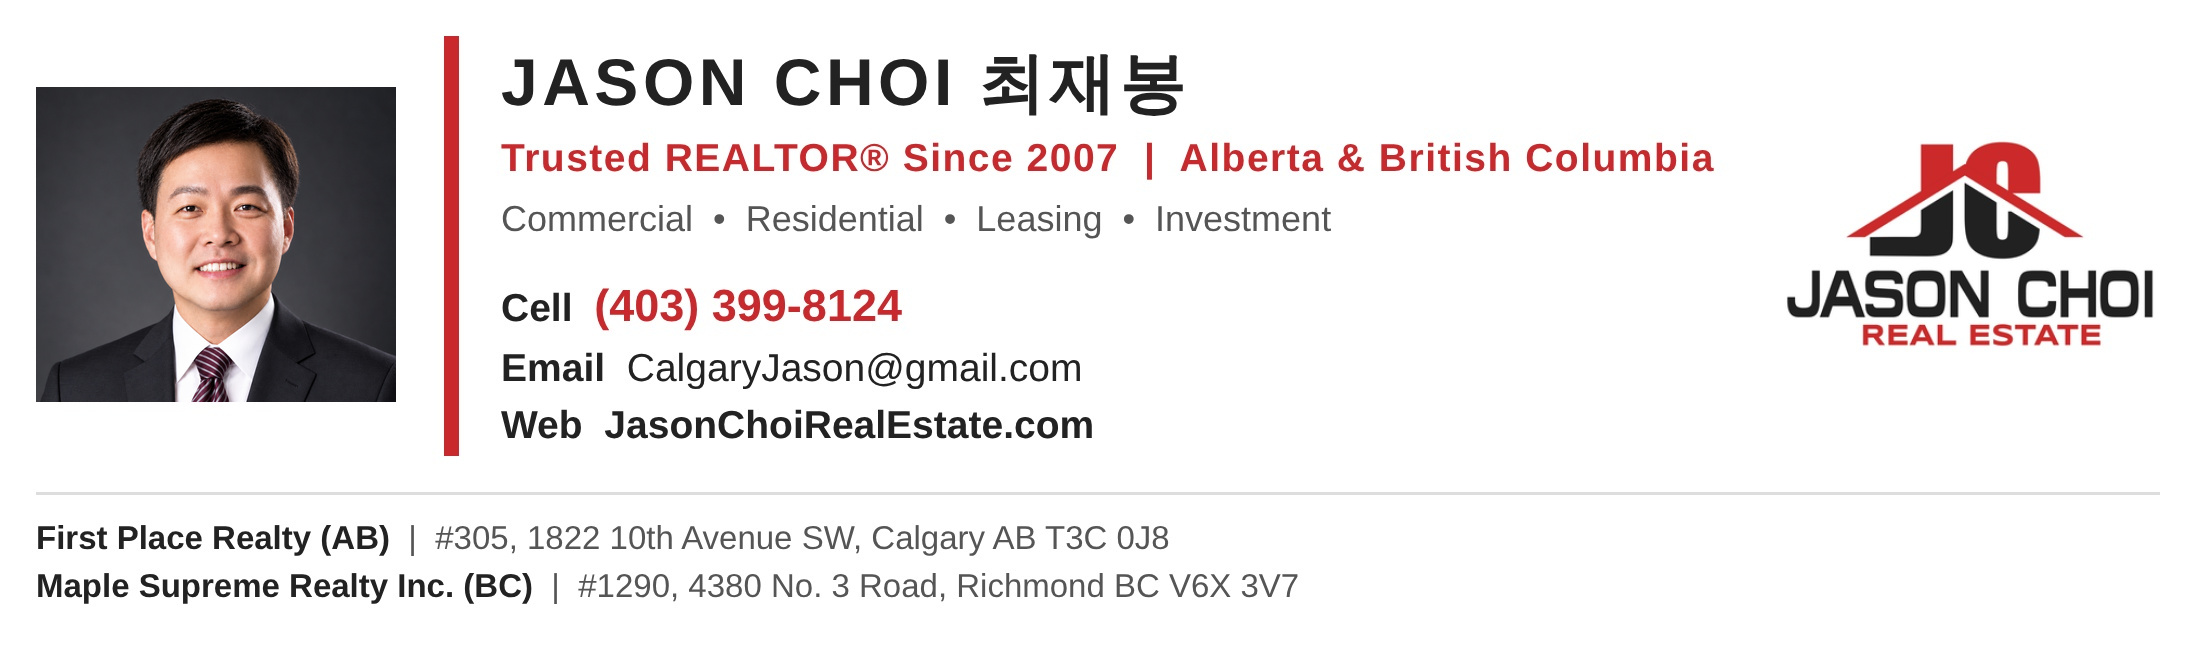 JASON CHOI 최재봉
Trusted REALTOR® Since 2007 | Alberta & British Columbia
Commercial • Residential • Leasing • Investment
Cell (403) 399-8124
Email CalgaryJason@gmail.com
Web JasonChoiRealEstate.com
JC
JASON CHOI
REAL ESTATE
First Place Realty (AB) | #305, 1822 10th Avenue SW, Calgary AB T3C 0J8
Maple Supreme Realty Inc. (BC) | #1290, 4380 No. 3 Road, Richmond BC V6X 3V7